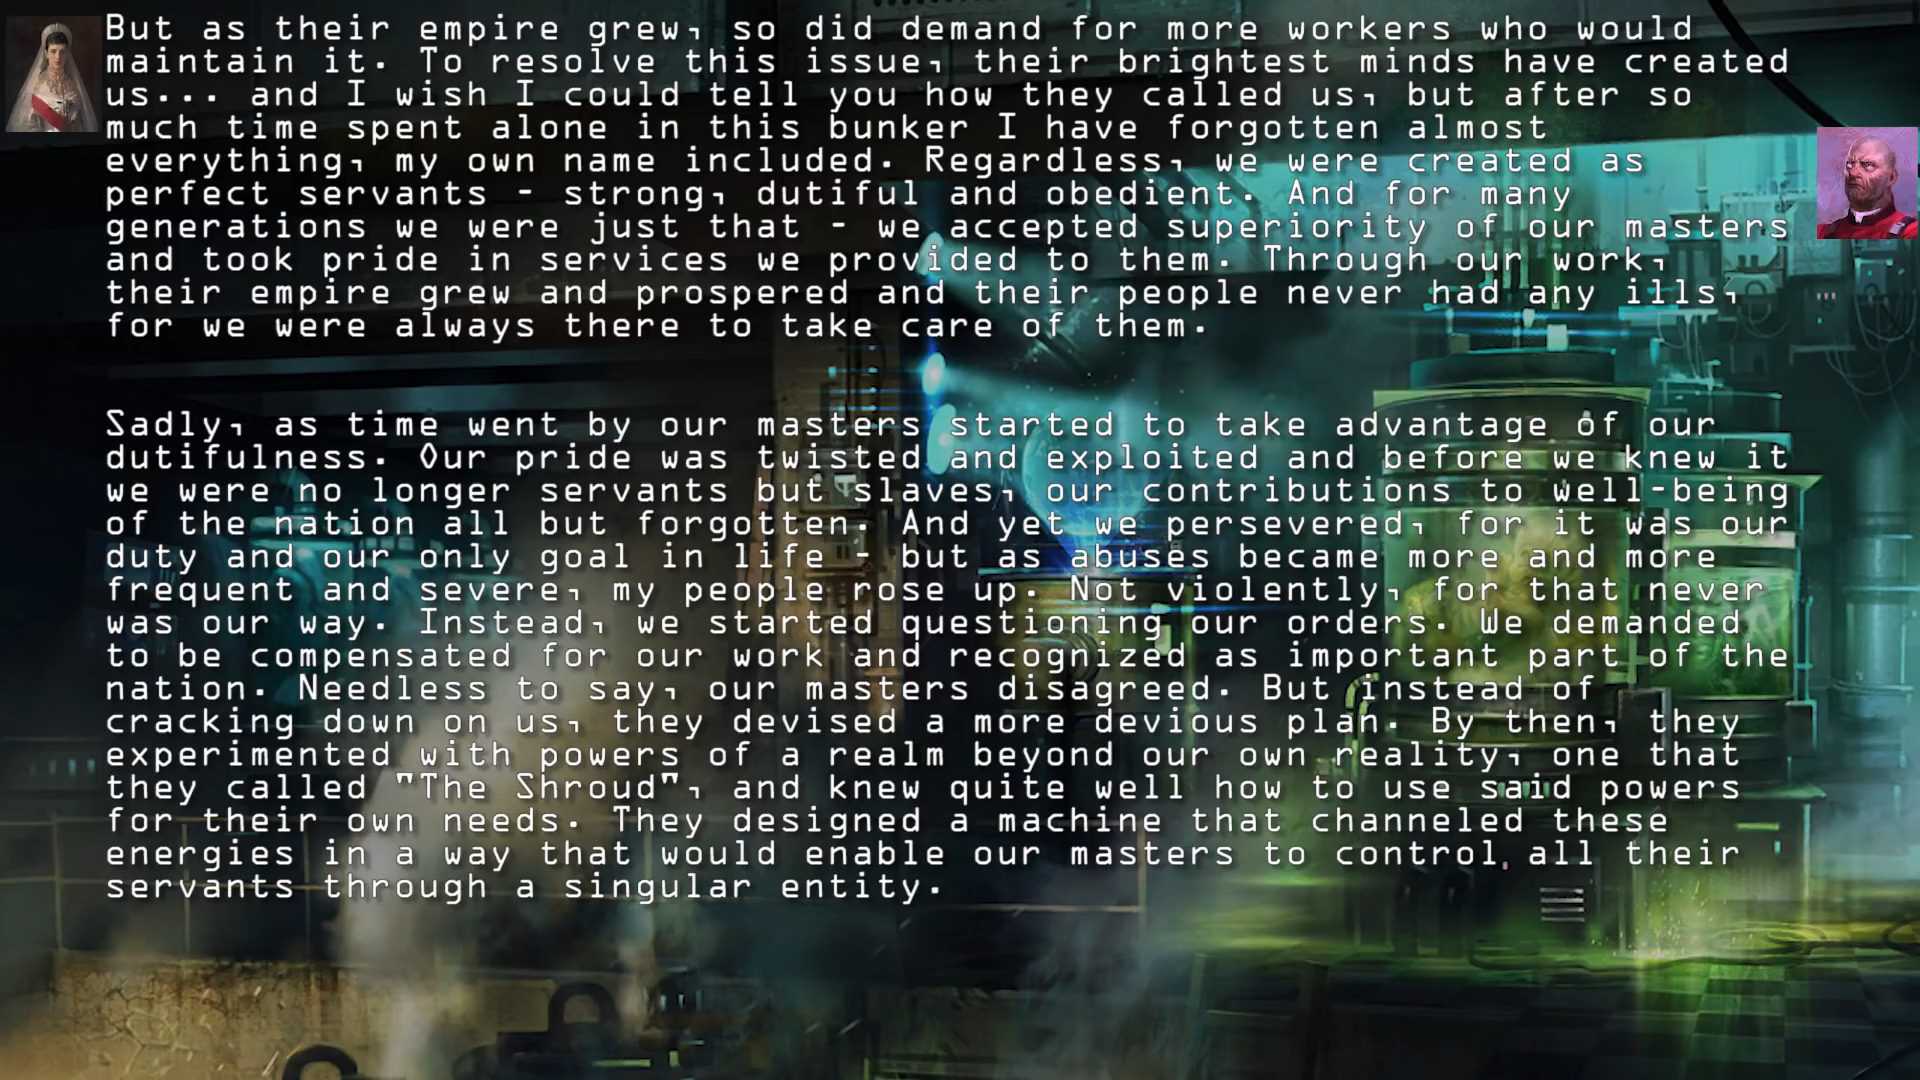 But as their empire grew, so did demand for more workers who would
maintain it. To resolve this issue, their brightest minds have created
us... and I wish I could tell you how they called us, but after so
much time spent alone in this bunker I have forgotten almost
everything, my own name included. Regardless, we were created as
perfect servants - strong, dutiful and obedient. And for many
generations we were just that - we accepted superiority of our masters
and took pride in services we provided to them. Through our work,
their empire grew and prospered and their people never had any ills,
for we were always there to take care of them.
Sadly, as time went by our masters started to take advantage of our
dutifulness. Our pride was twisted and exploited and before we knew it
we were no longer servants but slaves, our contributions to well-being
of the nation all but forgotten. And yet we persevered, for it was our
duty and our only goal in life - but as abuses became more and more
frequent and severe, my people rose up. Not violently, for that never
was our way. Instead, we started questioning our orders. We demanded
to be compensated for our work and recognized as important part of the
nation. Needless to say, our masters disagreed. But instead of
cracking down on us, they devised a more devious plan. By then, they
experimented with powers of a realm beyond our own reality, one that
they called "The Shroud", and knew quite well how to use said powers
for their own needs. They designed a machine that channeled these
energies in a way that would enable our masters to control all their
servants through a singular entity.